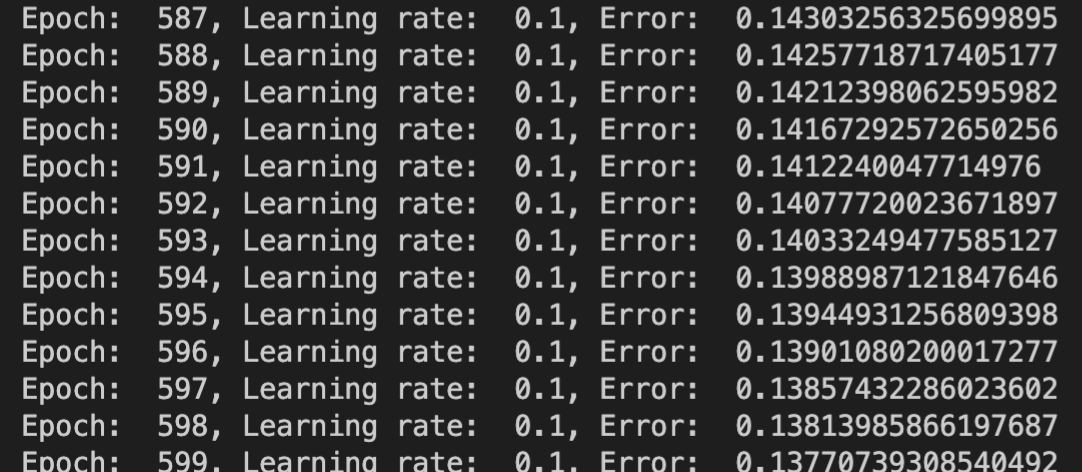 Epoch:  587, Learning rate:  0.1, Error:  0.14303256325699895
Epoch:  588, Learning rate:  0.1, Error:  0.14257718717405177
Epoch:  589, Learning rate:  0.1, Error:  0.14212398062595982
Epoch:  590, Learning rate:  0.1, Error:  0.14167292572650256
Epoch:  591, Learning rate:  0.1, Error:  0.1412240047714976
Epoch:  592, Learning rate:  0.1, Error:  0.14077720023671897
Epoch:  593, Learning rate:  0.1, Error:  0.14033249477585127
Epoch:  594, Learning rate:  0.1, Error:  0.13988987121847646
Epoch:  595, Learning rate:  0.1, Error:  0.13944931256809398
Epoch:  596, Learning rate:  0.1, Error:  0.13901080200017277
Epoch:  597, Learning rate:  0.1, Error:  0.13857432286023602
Epoch:  598, Learning rate:  0.1, Error:  0.13813985866197687
Epoch:  599, Learning rate:  0.1, Error:  0.13770739308540492